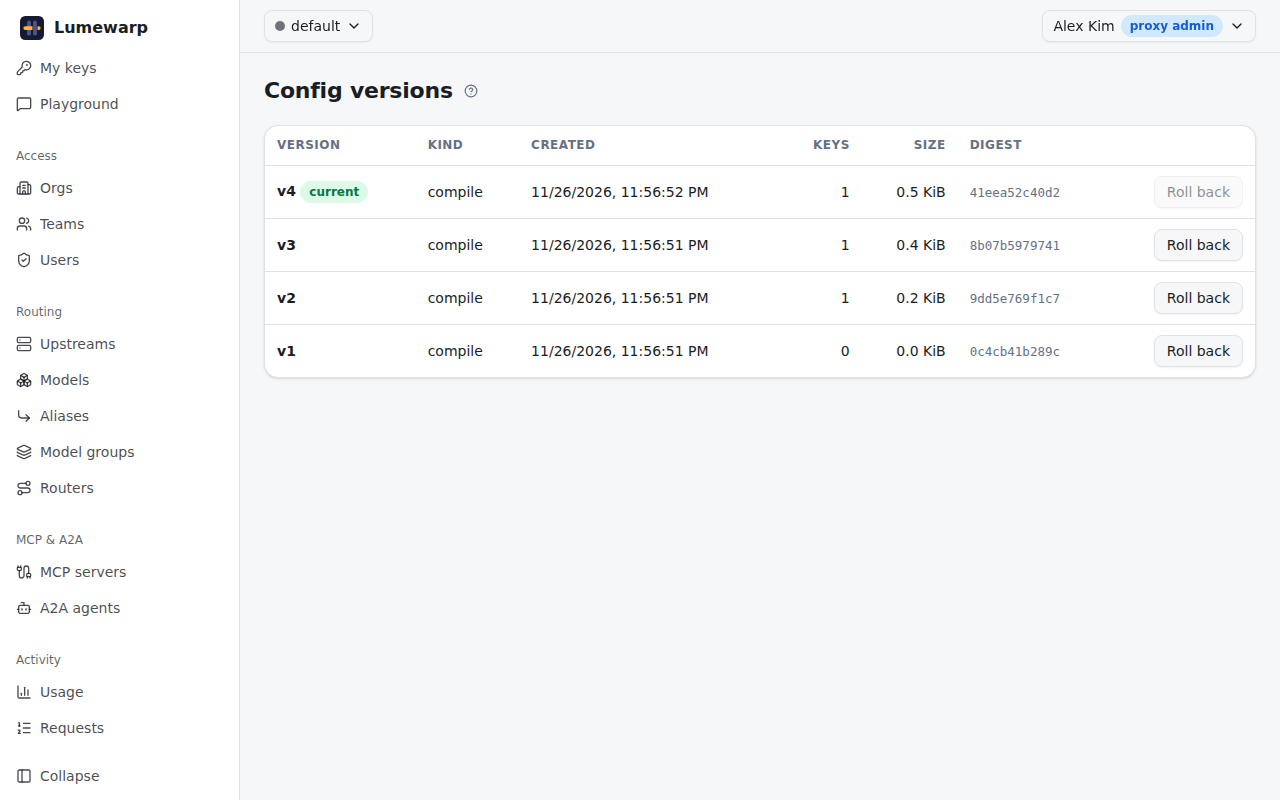 Lumewarp
My keys
Playground
Access
Orgs
Teams
Users
Routing
Upstreams
Models
Aliases
Model groups
Routers
MCP & A2A
MCP servers
A2A agents
Activity
Usage
Requests
Collapse
default
Alex Kim proxy admin
Config versions
VERSION KIND CREATED KEYS SIZE DIGEST
v4 current compile 11/26/2026, 11:56:52 PM 1 0.5 KiB 41eea52c40d2 Roll back
v3 compile 11/26/2026, 11:56:51 PM 1 0.4 KiB 8b07b5979741 Roll back
v2 compile 11/26/2026, 11:56:51 PM 1 0.2 KiB 9dd5e769f1c7 Roll back
v1 compile 11/26/2026, 11:56:51 PM 0 0.0 KiB 0c4cb41b289c Roll back